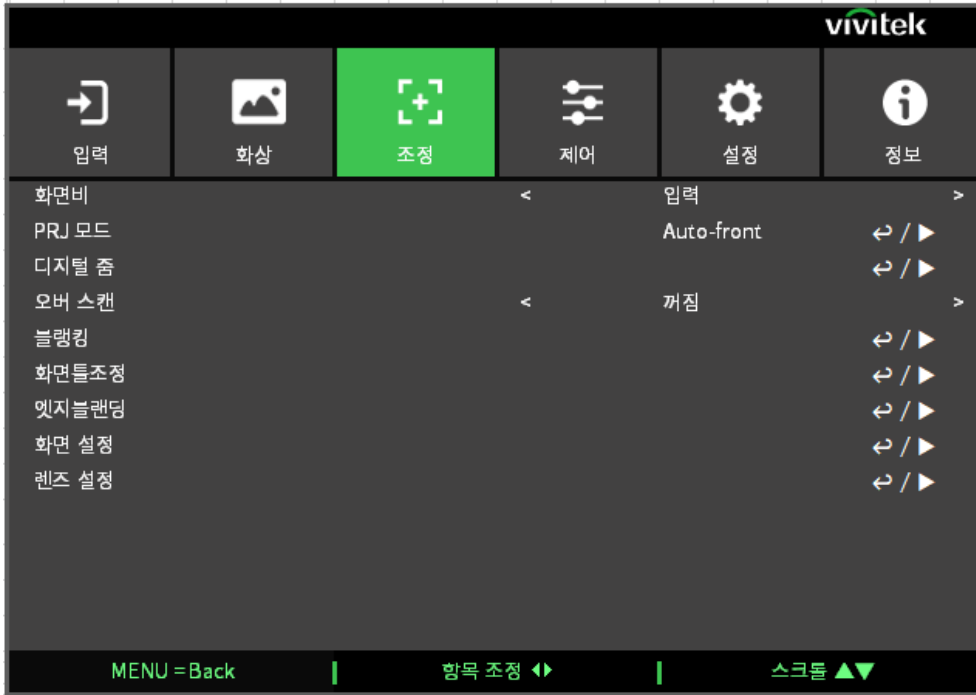 vivitek
입력 화상 조정 제어 설정 정보
화면비 < 입력 >
PRJ 모드 Auto-front ↩ / ▶
디지털 줌 ↩ / ▶
오버 스캔 < 꺼짐 >
블랭킹 ↩ / ▶
화면틀조정 ↩ / ▶
엣지블랜딩 ↩ / ▶
화면 설정 ↩ / ▶
렌즈 설정 ↩ / ▶
MENU = Back | 항목 조정 ◀▶ | 스크롤 ▲▼